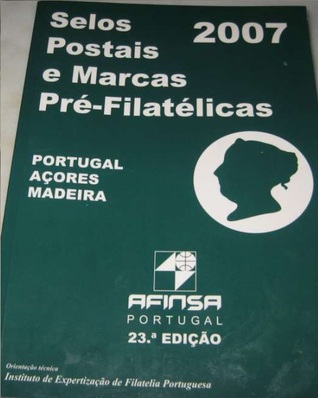 Selos 2007
Postais
e Marcas
Pré-Filatélicas
PORTUGAL
AÇORES
MADEIRA
AFINSA
PORTUGAL
23.ª EDIÇÃO
Orientação técnica
Instituto de Expertização de Filatelia Portuguesa